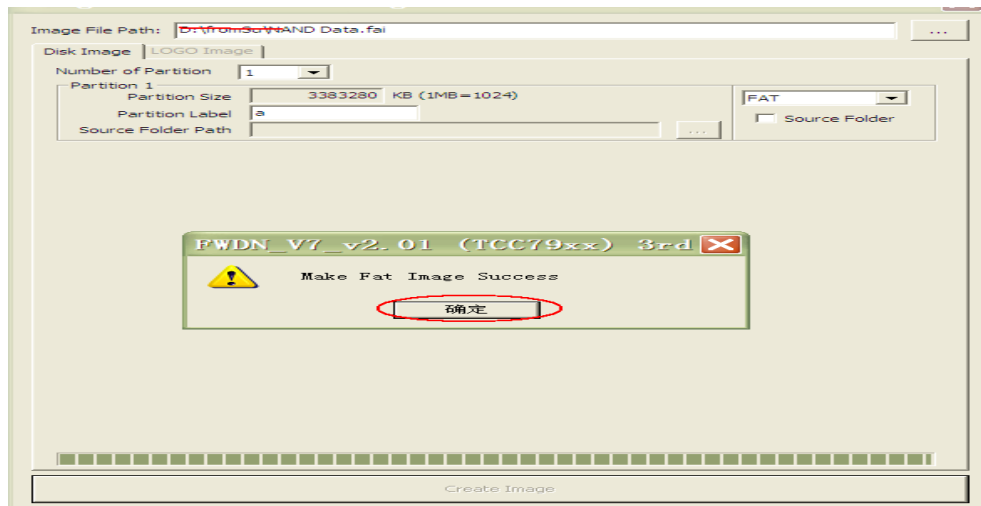 Image File Path: D:\fromSu\NAND Data.fai ...
Disk Image LOGO Image
Number of Partition 1
Partition 1
Partition Size 3383280 KB (1MB=1024) FAT
Partition Label a Source Folder
Source Folder Path ...
FWDN_V7_v2.01 (TCC79xx) 3rd
Make Fat Image Success
确定
Create Image